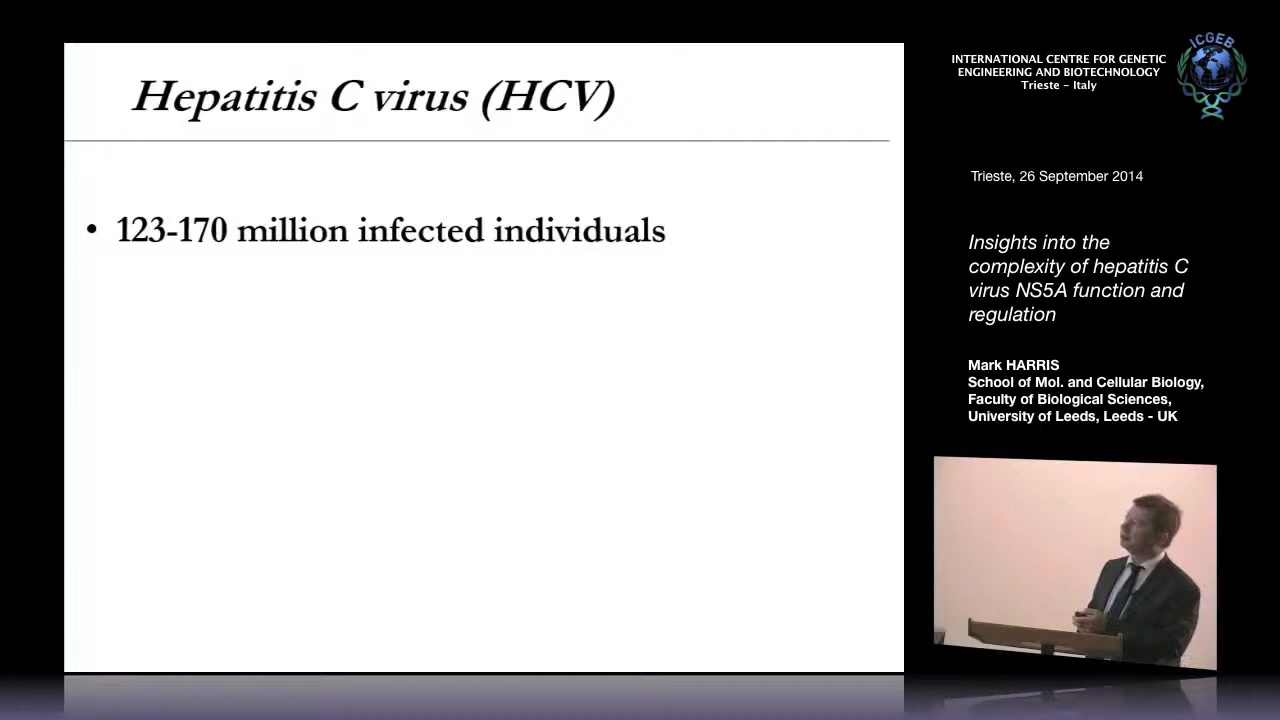 Hepatitis C virus (HCV)
• 123-170 million infected individuals
INTERNATIONAL CENTRE FOR GENETIC
ENGINEERING AND BIOTECHNOLOGY
Trieste - Italy
ICGEB
Trieste, 26 September 2014
Insights into the
complexity of hepatitis C
virus NS5A function and
regulation
Mark HARRIS
School of Mol. and Cellular Biology,
Faculty of Biological Sciences,
University of Leeds, Leeds - UK